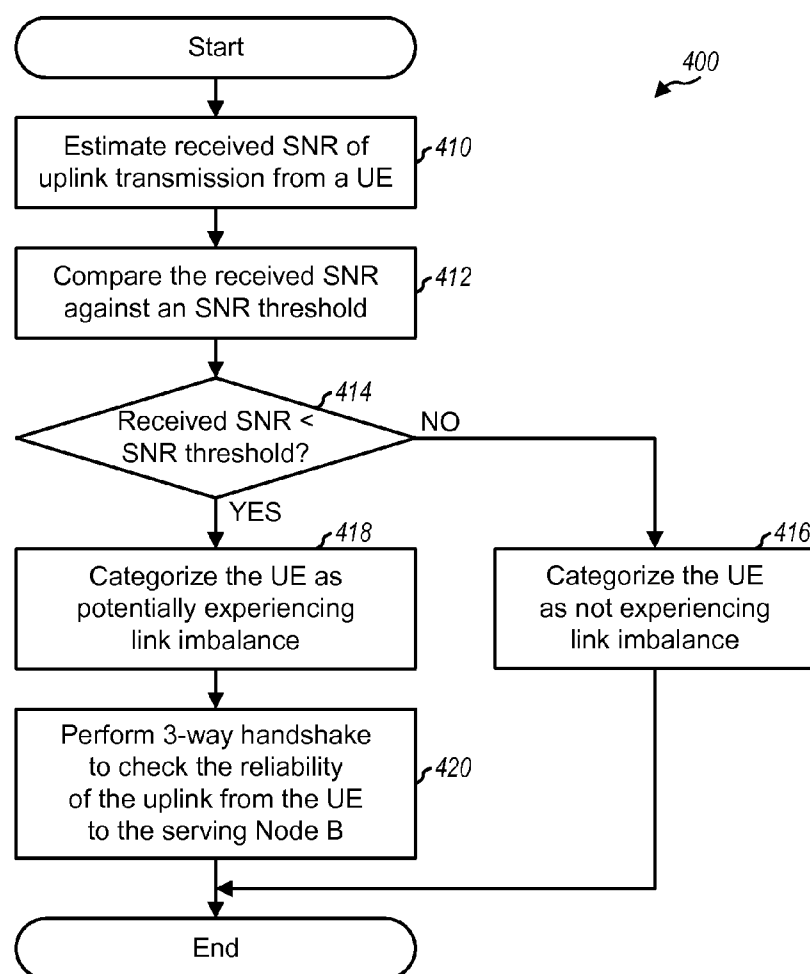 Start
400
Estimate received SNR of
uplink transmission from a UE
410
Compare the received SNR
against an SNR threshold
412
414
Received SNR <
SNR threshold?
NO
YES
418
Categorize the UE as
potentially experiencing
link imbalance
416
Categorize the UE
as not experiencing
link imbalance
Perform 3-way handshake
to check the reliability
of the uplink from the UE
to the serving Node B
420
End